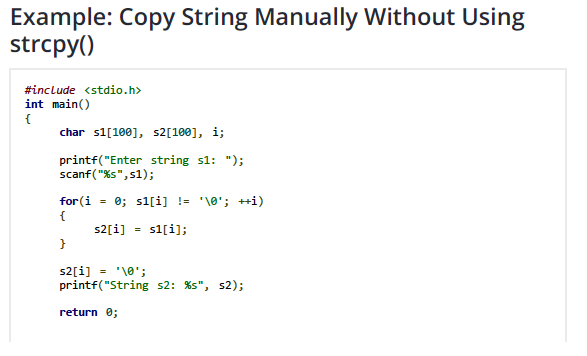 Example: Copy String Manually Without Using
strcpy()
#include <stdio.h>
int main()
{
    char s1[100], s2[100], i;

    printf("Enter string s1: ");
    scanf("%s",s1);

    for(i = 0; s1[i] != '\0'; ++i)
    {
        s2[i] = s1[i];
    }

    s2[i] = '\0';
    printf("String s2: %s", s2);

    return 0;